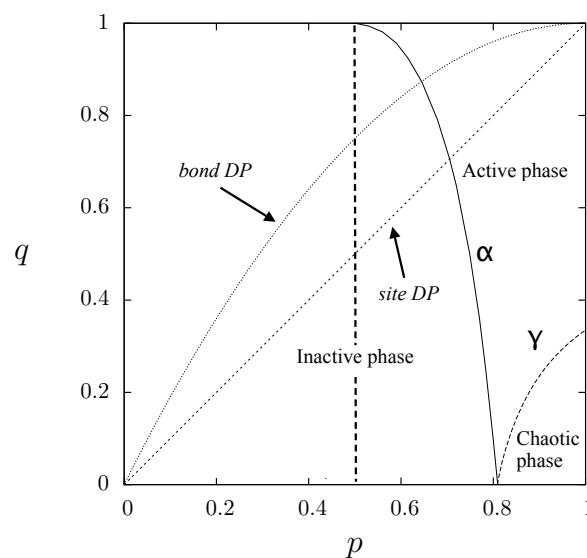 1
bond DP
0.8
Active phase
0.6
q
α
site DP
0.4
Inactive phase
γ
0.2
Chaotic
phase
0
0
0.2
0.4
0.6
0.8
1
p